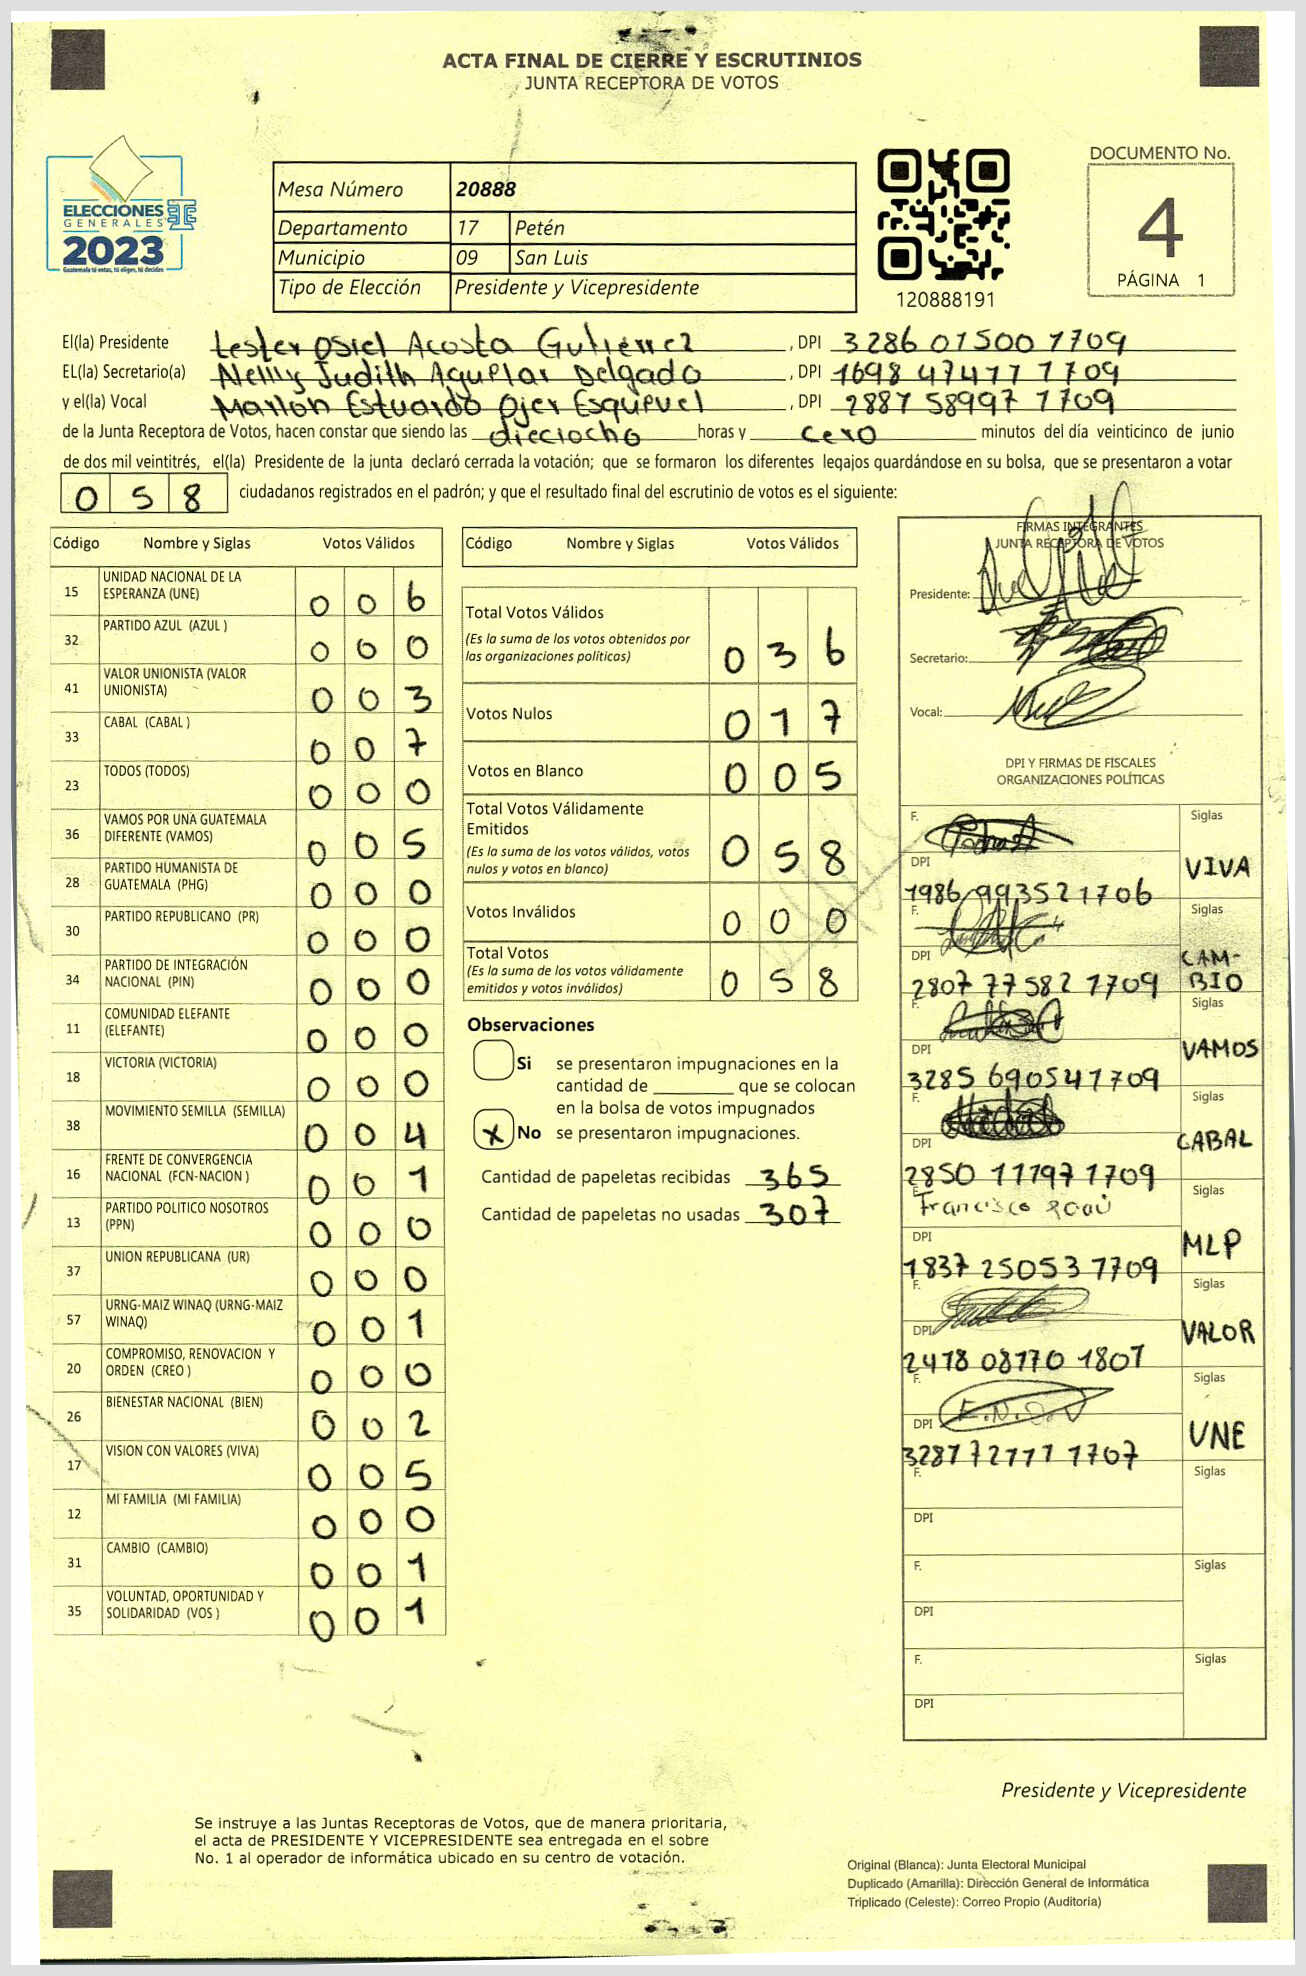 ACTA FINAL DE CIERRE Y ESCRUTINIOS
JUNTA RECEPTORA DE VOTOS
ELECCIONES
GENERALES
2023
Guatemala tú votas, tú eliges, tú decides
Mesa Número 20888
Departamento 17 Petén
Municipio 09 San Luis
Tipo de Elección Presidente y Vicepresidente
120888191
DOCUMENTO No.
4
PÁGINA 1
El(la) Presidente Lester Osiel Acosta Gutiérrez, DPI 3286 01500 1709
EL(la) Secretario(a) Nelly Judith Aguilar Delgado, DPI 1698 47417 1709
y el(la) Vocal Marlon Estuardo Ojer Esquivel, DPI 2887 58997 1709
de la Junta Receptora de Votos, hacen constar que siendo las dieciocho horas y cero minutos del día veinticinco de junio
de dos mil veintitrés, el(la) Presidente de la junta declaró cerrada la votación; que se formaron los diferentes legajos guardándose en su bolsa, que se presentaron a votar
058 ciudadanos registrados en el padrón; y que el resultado final del escrutinio de votos es el siguiente:
Código Nombre y Siglas Votos Válidos
15 UNIDAD NACIONAL DE LA
ESPERANZA (UNE) 0 0 6
32 PARTIDO AZUL (AZUL ) 0 0 0
41 VALOR UNIONISTA (VALOR
UNIONISTA) 0 0 3
33 CABAL (CABAL ) 0 0 7
23 TODOS (TODOS) 0 0 0
36 VAMOS POR UNA GUATEMALA
DIFERENTE (VAMOS) 0 0 5
28 PARTIDO HUMANISTA DE
GUATEMALA (PHG) 0 0 0
30 PARTIDO REPUBLICANO (PR) 0 0 0
34 PARTIDO DE INTEGRACIÓN
NACIONAL (PIN) 0 0 0
11 COMUNIDAD ELEFANTE
(ELEFANTE) 0 0 0
18 VICTORIA (VICTORIA) 0 0 0
38 MOVIMIENTO SEMILLA (SEMILLA) 0 0 4
16 FRENTE DE CONVERGENCIA
NACIONAL (FCN-NACION ) 0 0 1
13 PARTIDO POLITICO NOSOTROS
(PPN) 0 0 0
37 UNION REPUBLICANA (UR) 0 0 0
57 URNG-MAIZ WINAQ (URNG-MAIZ
WINAQ) 0 0 1
20 COMPROMISO, RENOVACION Y
ORDEN (CREO ) 0 0 0
26 BIENESTAR NACIONAL (BIEN) 0 0 2
17 VISION CON VALORES (VIVA) 0 0 5
12 MI FAMILIA (MI FAMILIA) 0 0 0
31 CAMBIO (CAMBIO) 0 0 1
35 VOLUNTAD, OPORTUNIDAD Y
SOLIDARIDAD (VOS ) 0 0 1
Código Nombre y Siglas Votos Válidos
Total Votos Válidos
(Es la suma de los votos obtenidos por
las organizaciones políticas) 0 3 6
Votos Nulos 0 1 7
Votos en Blanco 0 0 5
Total Votos Válidamente
Emitidos
(Es la suma de los votos válidos, votos
nulos y votos en blanco) 0 5 8
Votos Inválidos 0 0 0
Total Votos
(Es la suma de los votos válidamente
emitidos y votos inválidos) 0 5 8
Observaciones
Si se presentaron impugnaciones en la
cantidad de ________ que se colocan
en la bolsa de votos impugnados
X No se presentaron impugnaciones.
Cantidad de papeletas recibidas 365
Cantidad de papeletas no usadas 307
FIRMAS INTEGRANTES
JUNTA RECEPTORA DE VOTOS
Presidente:
Secretario:
Vocal:
DPI Y FIRMAS DE FISCALES
ORGANIZACIONES POLÍTICAS
F. Siglas
DPI VIVA
1986 99352 1706
F. Siglas
DPI CAM-
2807 77582 1709 BIO
F. Siglas
DPI VAMOS
3285 69054 1709
F. Siglas
DPI CABAL
2850 11197 1709
F. Francisco Siglas
DPI MLP
1837 25053 1709
F. Siglas
DPI VALOR
2478 08770 1801
F. Siglas
DPI UNE
3287 72777 1707
F. Siglas
DPI
F. Siglas
DPI
F. Siglas
DPI
Presidente y Vicepresidente
Se instruye a las Juntas Receptoras de Votos, que de manera prioritaria,
el acta de PRESIDENTE Y VICEPRESIDENTE sea entregada en el sobre
No. 1 al operador de informática ubicado en su centro de votación.
Original (Blanca): Junta Electoral Municipal
Duplicado (Amarilla): Dirección General de Informática
Triplicado (Celeste): Correo Propio (Auditoría)